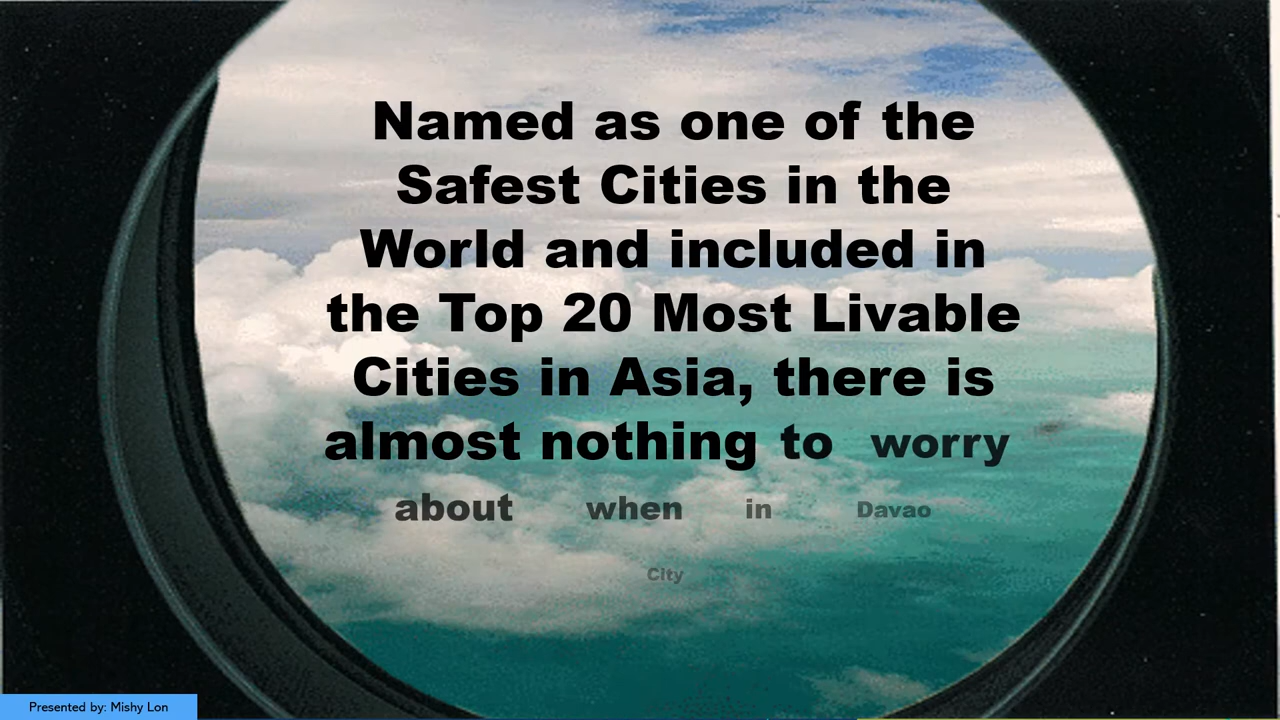 Named as one of the
Safest Cities in the
World and included in
the Top 20 Most Livable
Cities in Asia, there is
almost nothing to worry
about when in Davao
City
Presented by: Mishy Lon